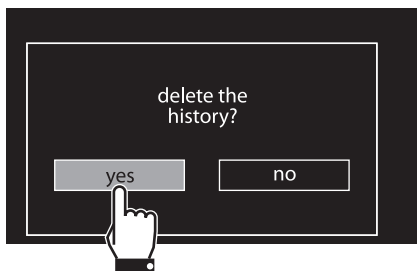 delete the
history?
yes
no